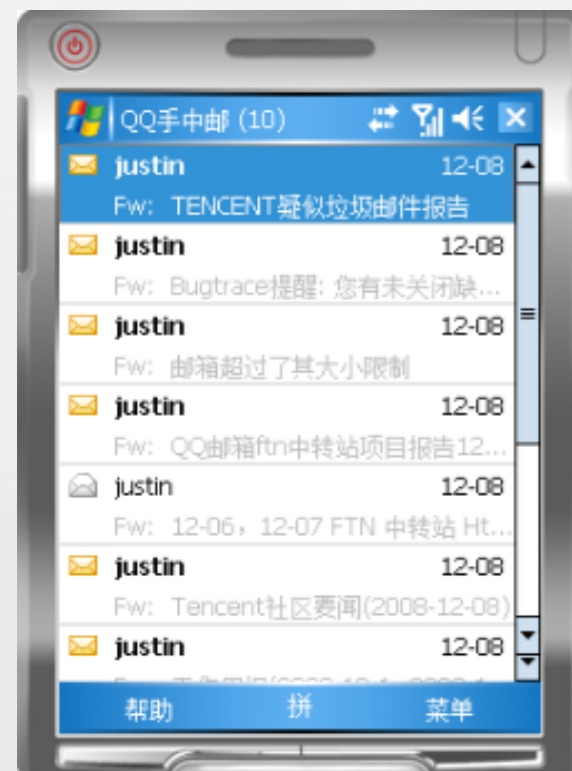 QQ手中邮 (10)
justin 12-08
Fw: TENCENT疑似垃圾邮件报告
justin 12-08
Fw: Bugtrace提醒: 您有未关闭缺...
justin 12-08
Fw: 邮箱超过了其大小限制
justin 12-08
Fw: QQ邮箱ftn中转站项目报告12...
justin 12-08
Fw: 12-06，12-07 FTN 中转站 Ht...
justin 12-08
Fw: Tencent社区要闻(2008-12-08)
justin 12-08
帮助 拼 菜单